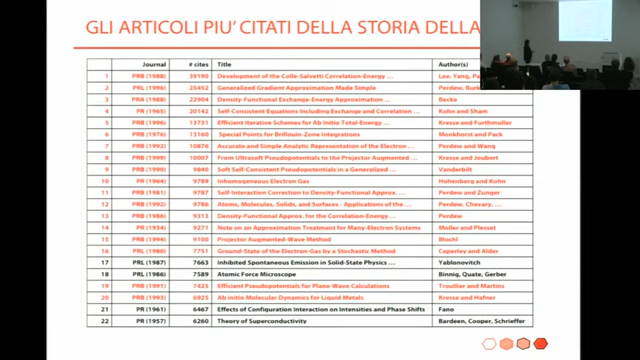 GLI ARTICOLI PIU' CITATI DELLA STORIA DELLA
Journal # cites Title Author(s)
1 PRB (1988) 39190 Development of the Colle-Salvetti Correlation-Energy ... Lee, Yang,
2 PRL (1996) 25452 Generalized Gradient Approximation Made Simple Perdew,
3 PRA (1988) 22904 Density-Functional Exchange-Energy Approximation ... Becke
4 PR (1965) 20142 Self-Consistent Equations Including Exchange and Correlation ... Kohn and Sham
5 PRB (1996) 13731 Efficient Iterative Schemes for Ab Initio Total-Energy ... Kresse and Furthmuller
6 PRB (1976) 13160 Special Points for Brillouin-Zone Integrations Monkhorst and Pack
7 PRB (1992) 10876 Accurate and Simple Analytic Representation of the Electron ... Perdew and Wang
8 PRB (1999) 10007 From Ultrasoft Pseudopotentials to the Projector Augmented ... Kresse and Joubert
9 PRB (1990) 9840 Soft Self-Consistent Pseudopotentials in a Generalized ... Vanderbilt
10 PR (1964) 9789 Inhomogeneous Electron Gas Hohenberg and Kohn
11 PRB (1981) 9787 Self-Interaction Correction to Density-Functional Approx. ... Perdew and Zunger
12 PRB (1992) 9786 Atoms, Molecules, Solids, and Surfaces - Applications of the ... Perdew, Chevary, ...
13 PRB (1986) 9313 Density-Functional Approx. for the Correlation-Energy ... Perdew
14 PR (1934) 9271 Note on an Approximation Treatment for Many-Electron Systems Moller and Plesset
15 PRB (1994) 9100 Projector Augmented-Wave Method Blochl
16 PRL (1980) 7751 Ground-State of the Electron-Gas by a Stochastic Method Caperley and Alder
17 PRL (1987) 7663 Inhibited Spontaneous Emission in Solid-State Physics ... Yablonovitch
18 PRL (1986) 7589 Atomic Force Microscope Binnig, Quate, Gerber
19 PRB (1991) 7425 Efficient Pseudopotentials for Plane-Wave Calculations Troullier and Martins
20 PRB (1993) 6925 Ab initio Molecular Dynamics for Liquid Metals Kresse and Hafner
21 PR (1961) 6467 Effects of Configuration Interaction on Intensities and Phase Shifts Fano
22 PR (1957) 6260 Theory of Superconductivity Bardeen, Cooper, Schrieffer